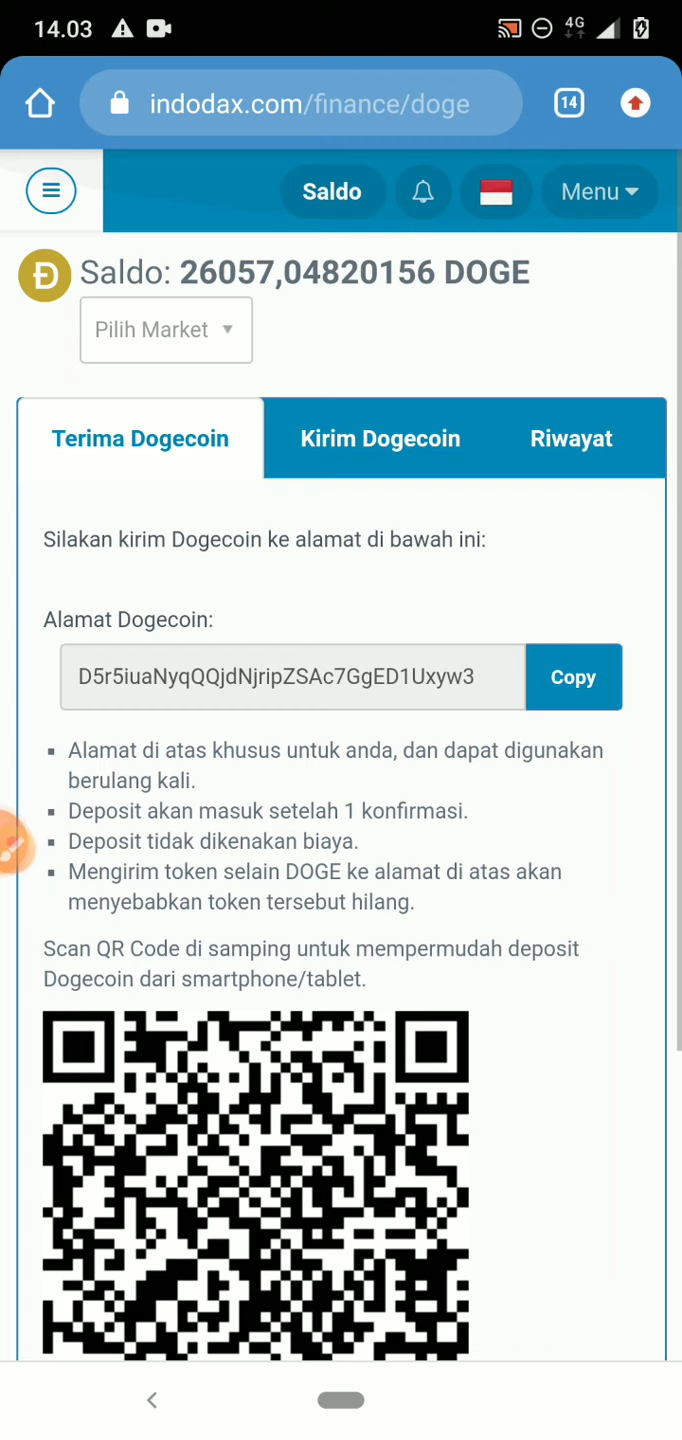 14.03
4G
indodax.com/finance/doge
14
Saldo
Menu
Saldo: 26057,04820156 DOGE
Pilih Market
Terima Dogecoin
Kirim Dogecoin
Riwayat
Silakan kirim Dogecoin ke alamat di bawah ini:
Alamat Dogecoin:
D5r5iuaNyqQQjdNjripZSAc7GgED1Uxyw3
Copy
Alamat di atas khusus untuk anda, dan dapat digunakan
berulang kali.
Deposit akan masuk setelah 1 konfirmasi.
Deposit tidak dikenakan biaya.
Mengirim token selain DOGE ke alamat di atas akan
menyebabkan token tersebut hilang.
Scan QR Code di samping untuk mempermudah deposit
Dogecoin dari smartphone/tablet.